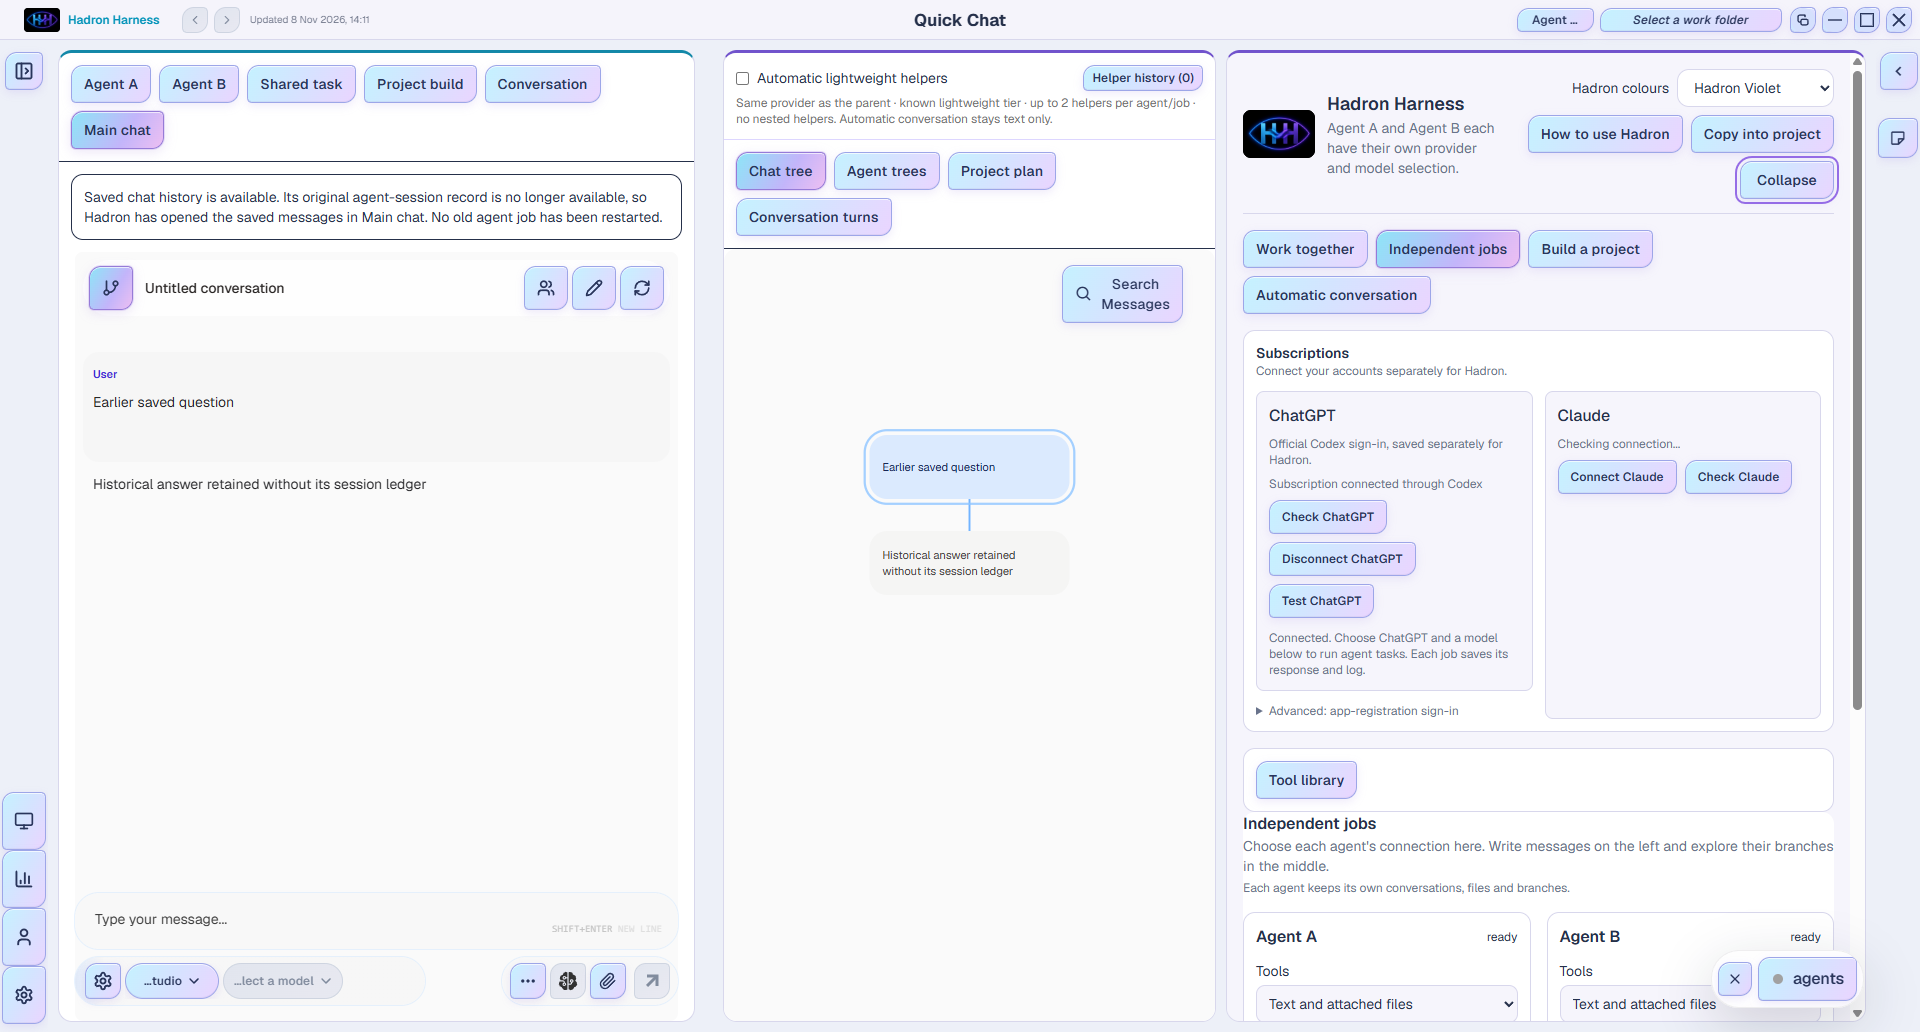 Hadron Harness
Updated 8 Nov 2026, 14:11
Quick Chat
Agent ...
Select a work folder
Agent A
Agent B
Shared task
Project build
Conversation
Main chat
Saved chat history is available. Its original agent-session record is no longer available, so
Hadron has opened the saved messages in Main chat. No old agent job has been restarted.
Untitled conversation
User
Earlier saved question
Historical answer retained without its session ledger
Type your message...
SHIFT+ENTER NEW LINE
...tudio
...lect a model
Automatic lightweight helpers
Helper history (0)
Same provider as the parent · known lightweight tier · up to 2 helpers per agent/job ·
no nested helpers. Automatic conversation stays text only.
Chat tree
Agent trees
Project plan
Conversation turns
Search
Messages
Earlier saved question
Historical answer retained
without its session ledger
Hadron colours
Hadron Violet
Hadron Harness
Agent A and Agent B each
have their own provider
and model selection.
How to use Hadron
Copy into project
Collapse
Work together
Independent jobs
Build a project
Automatic conversation
Subscriptions
Connect your accounts separately for Hadron.
ChatGPT
Official Codex sign-in, saved separately for
Hadron.
Subscription connected through Codex
Check ChatGPT
Disconnect ChatGPT
Test ChatGPT
Connected. Choose ChatGPT and a model
below to run agent tasks. Each job saves its
response and log.
Claude
Checking connection...
Connect Claude
Check Claude
Advanced: app-registration sign-in
Tool library
Independent jobs
Choose each agent's connection here. Write messages on the left and explore their branches
in the middle.
Each agent keeps its own conversations, files and branches.
Agent A
ready
Tools
Text and attached files
Agent B
ready
Tools
Text and attached files
agents